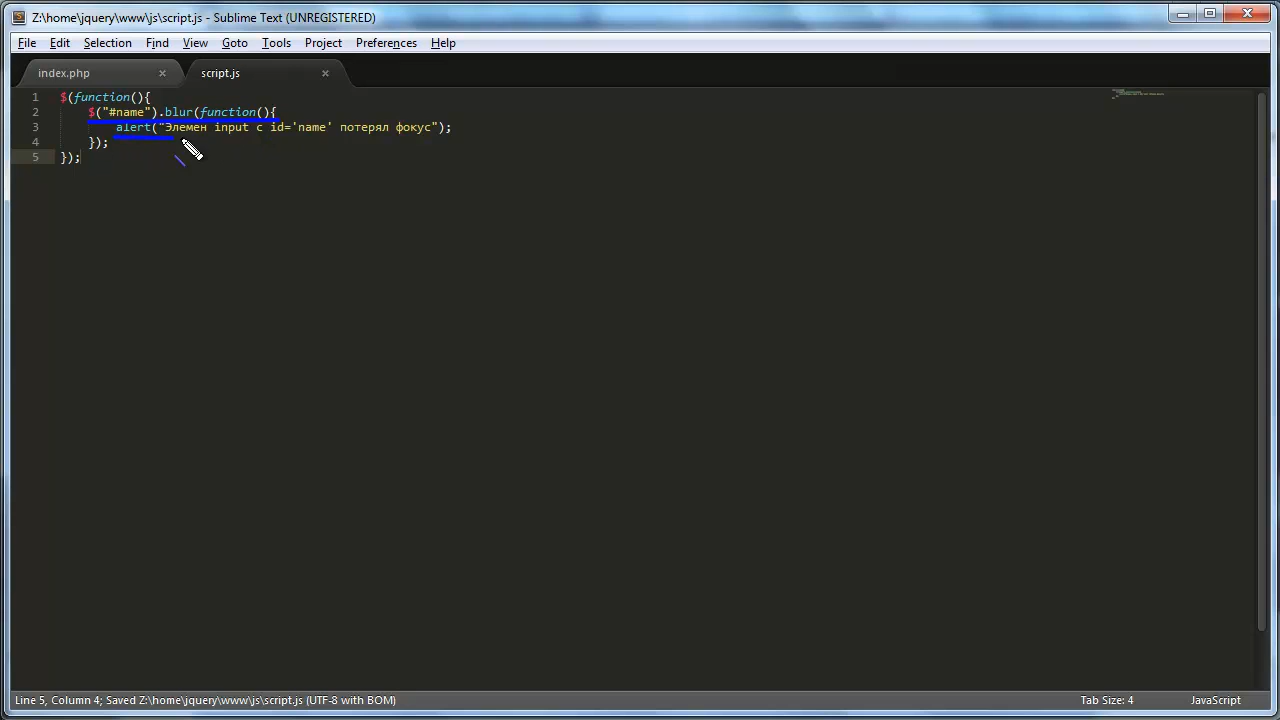 Z:\home\jquery\www\js\script.js - Sublime Text (UNREGISTERED)
File Edit Selection Find View Goto Tools Project Preferences Help
index.php script.js
1 $(function(){
2 $("#name").blur(function(){
3 alert("Элемен input с id='name' потерял фокус");
4 });
5 });
Line 5, Column 4; Saved Z:\home\jquery\www\js\script.js (UTF-8 with BOM) Tab Size: 4 JavaScript